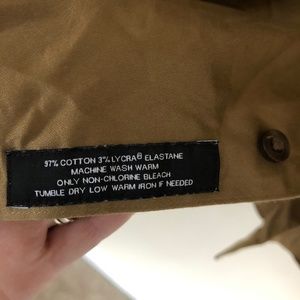 97% COTTON 3% LYCRA® ELASTANE
MACHINE WASH WARM
ONLY NON-CHLORINE BLEACH
TUMBLE DRY LOW WARM IRON IF NEEDED